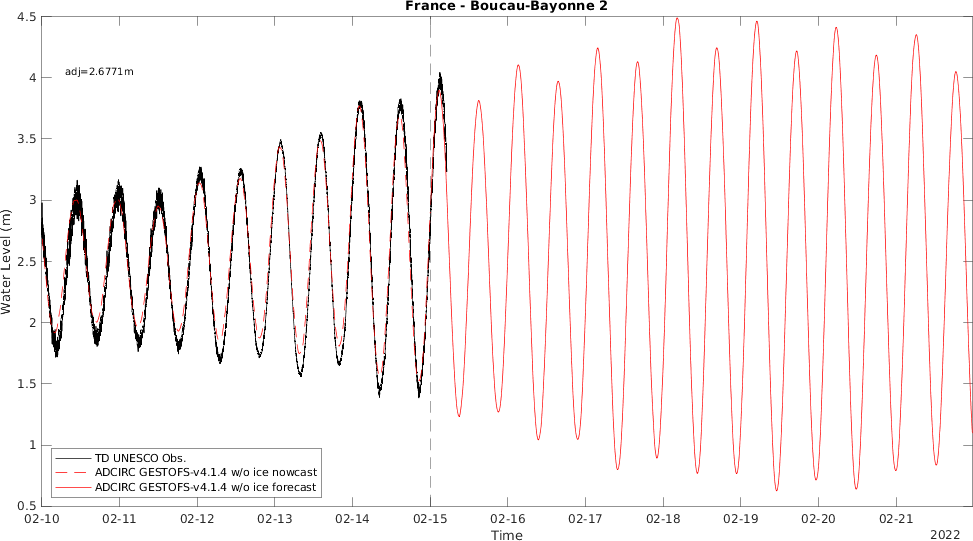 France - Boucau-Bayonne 2
4.5
4
3.5
3
2.5
2
1.5
1
0.5
Water Level (m)
adj=2.6771m
TD UNESCO Obs.
ADCIRC GESTOFS-v4.1.4 w/o ice nowcast
ADCIRC GESTOFS-v4.1.4 w/o ice forecast
02-10 02-11 02-12 02-13 02-14 02-15 02-16 02-17 02-18 02-19 02-20 02-21
Time
2022